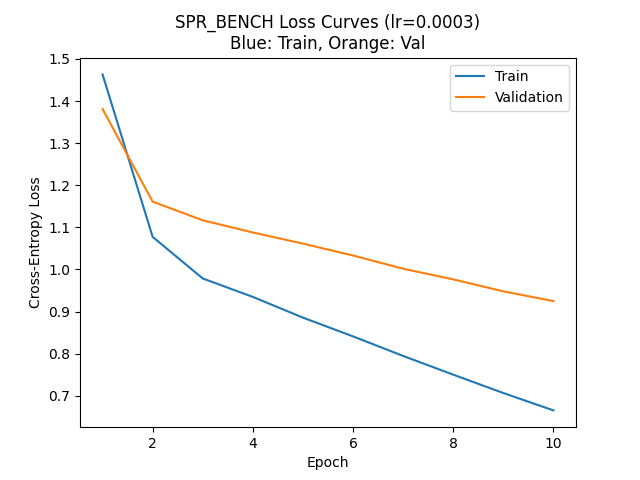 SPR_BENCH Loss Curves (lr=0.0003)
Blue: Train, Orange: Val
Train
Validation
Cross-Entropy Loss
1.5
1.4
1.3
1.2
1.1
1.0
0.9
0.8
0.7
2
4
6
8
10
Epoch